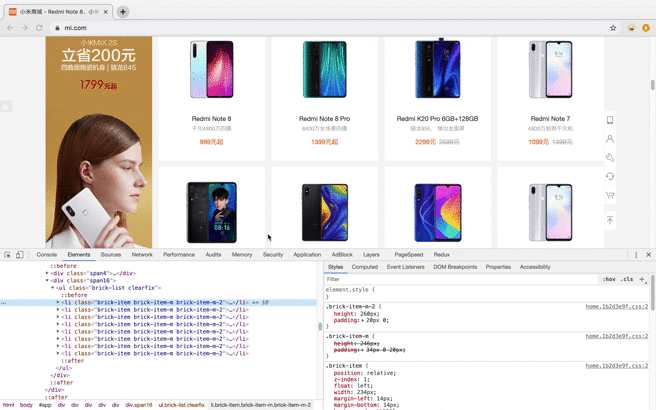 小米商城 - Redmi Note 8、小米
mi.com
小米MIX 2S
立省200元
四曲面陶瓷机身 | 骁龙845
1799元起
Redmi Note 8
千元4800万四摄
999元起
Redmi Note 8 Pro
6400万全场景四摄
1399元起
Redmi K20 Pro 6GB+128GB
骁龙855，弹出全面屏
2299元 2599元
Redmi Note 7
4800万拍照千元机
1099元 1399元
08 16
Console Elements Sources Network Performance Audits Memory Security Application AdBlock Layers PageSpeed Redux
::before
<div class="span4">…</div>
<div class="span16">
<ul class="brick-list clearfix">
::before
<li class="brick-item brick-item-m brick-item-m-2">…</li> == $0
<li class="brick-item brick-item-m brick-item-m-2">…</li>
<li class="brick-item brick-item-m brick-item-m-2">…</li>
<li class="brick-item brick-item-m brick-item-m-2">…</li>
<li class="brick-item brick-item-m brick-item-m-2">…</li>
<li class="brick-item brick-item-m brick-item-m-2">…</li>
<li class="brick-item brick-item-m brick-item-m-2">…</li>
<li class="brick-item brick-item-m brick-item-m-2">…</li>
::after
</ul>
</div>
::after
</div>
html body #app div div div div div div.span16 ul.brick-list.clearfix li.brick-item.brick-item-m.brick-item-m-2
Styles Computed Event Listeners DOM Breakpoints Properties Accessibility
Filter :hov .cls +
element.style {
}
.brick-item-m-2 { home.1b2d3e9f.css:2
height: 260px;
padding: 20px 0;
}
.brick-item-m { home.1b2d3e9f.css:2
height: 246px;
padding: 34px 0 20px;
}
.brick-item { home.1b2d3e9f.css:2
position: relative;
z-index: 1;
float: left;
width: 234px;
margin-left: 14px;
margin-bottom: 14px;